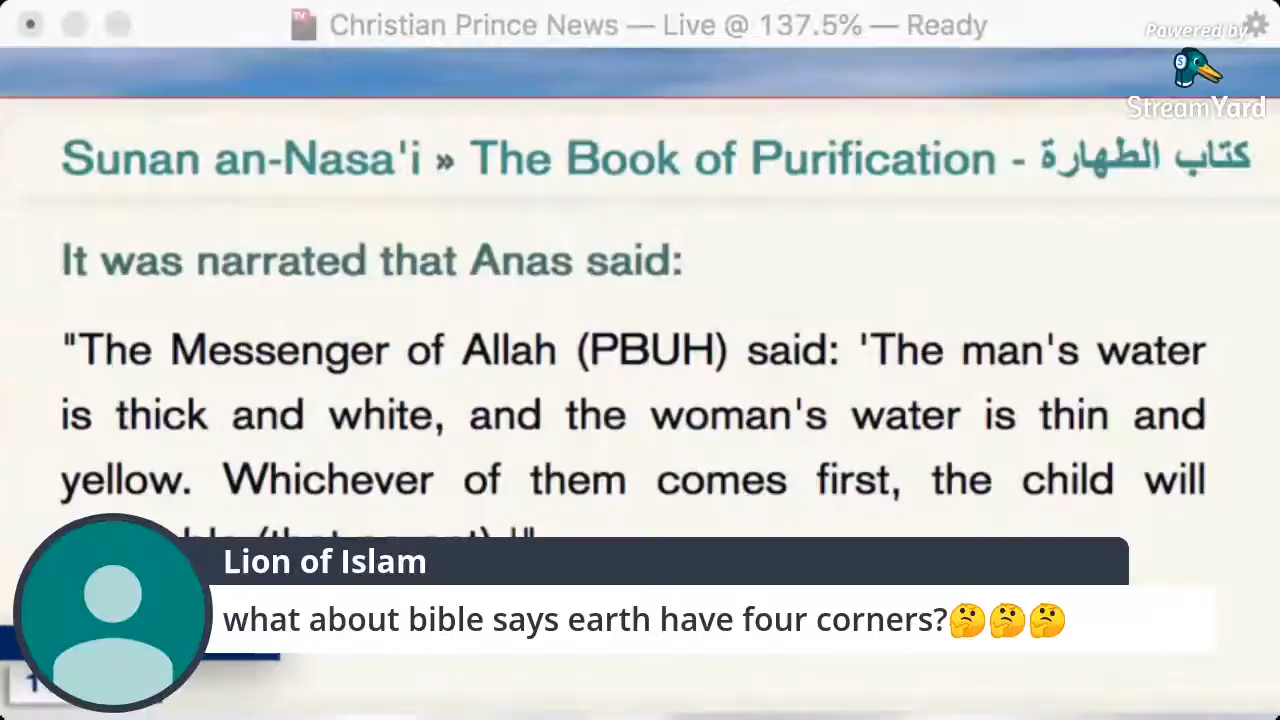 Christian Prince News — Live @ 137.5% — Ready
Powered by
StreamYard
Sunan an-Nasa'i » The Book of Purification - كتاب الطهارة
It was narrated that Anas said:
"The Messenger of Allah (PBUH) said: 'The man's water
is thick and white, and the woman's water is thin and
yellow. Whichever of them comes first, the child will
Lion of Islam
what about bible says earth have four corners?🤔🤔🤔